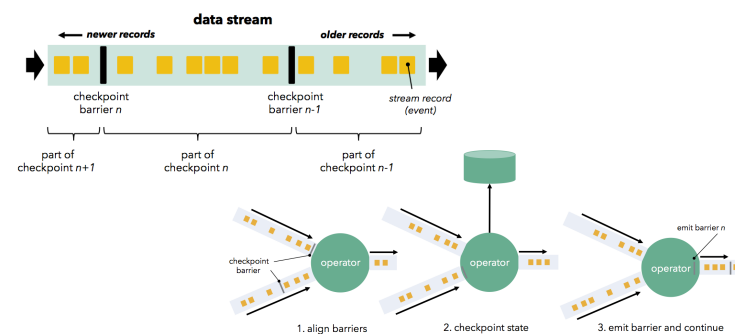 data stream
newer records
older records
checkpoint
barrier n
checkpoint
barrier n-1
stream record
(event)
part of
checkpoint n+1
part of
checkpoint n
part of
checkpoint n-1
emit barrier n
checkpoint
barrier
operator
operator
operator
1. align barriers
2. checkpoint state
3. emit barrier and continue